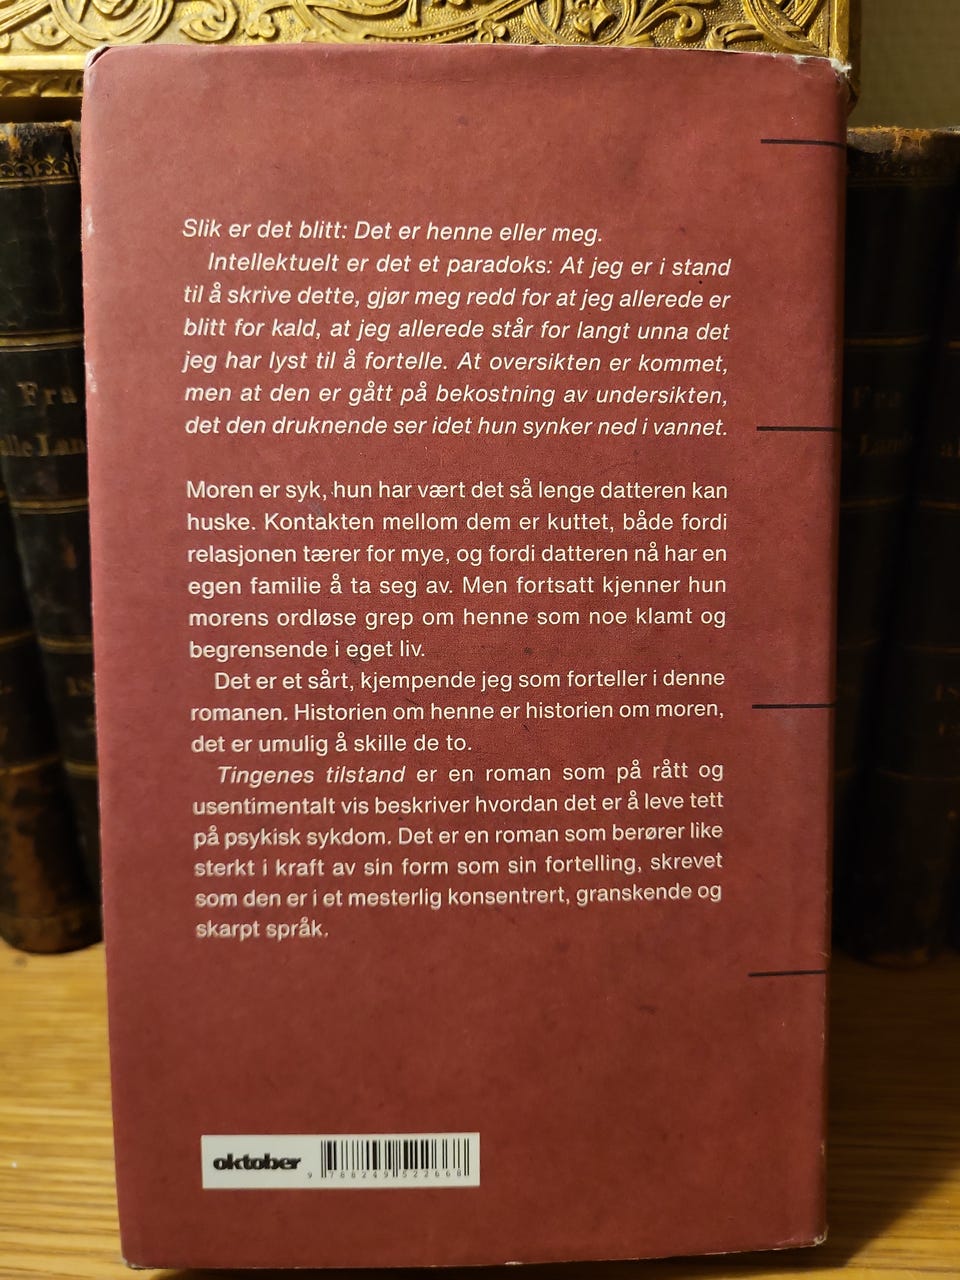 Slik er det blitt: Det er henne eller meg.
Intellektuelt er det et paradoks: At jeg er i stand
til å skrive dette, gjør meg redd for at jeg allerede er
blitt for kald, at jeg allerede står for langt unna det
jeg har lyst til å fortelle. At oversikten er kommet,
men at den er gått på bekostning av undersikten,
det den druknende ser idet hun synker ned i vannet.
Moren er syk, hun har vært det så lenge datteren kan
huske. Kontakten mellom dem er kuttet, både fordi
relasjonen tærer for mye, og fordi datteren nå har en
egen familie å ta seg av. Men fortsatt kjenner hun
morens ordløse grep om henne som noe klamt og
begrensende i eget liv.
Det er et sårt, kjempende jeg som forteller i denne
romanen. Historien om henne er historien om moren,
det er umulig å skille de to.
Tingenes tilstand er en roman som på rått og
usentimentalt vis beskriver hvordan det er å leve tett
på psykisk sykdom. Det er en roman som berører like
sterkt i kraft av sin form som sin fortelling, skrevet
som den er i et mesterlig konsentrert, granskende og
skarpt språk.
oktober
9 788249 522668
Fra
Fra